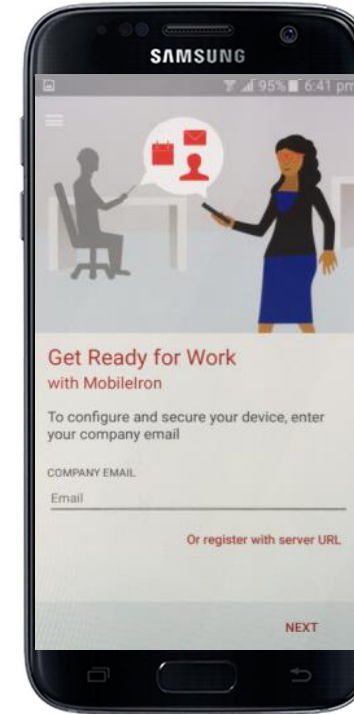 SAMSUNG
95% 6:41 pm
Get Ready for Work
with MobileIron
To configure and secure your device, enter
your company email
COMPANY EMAIL
Email
Or register with server URL
NEXT